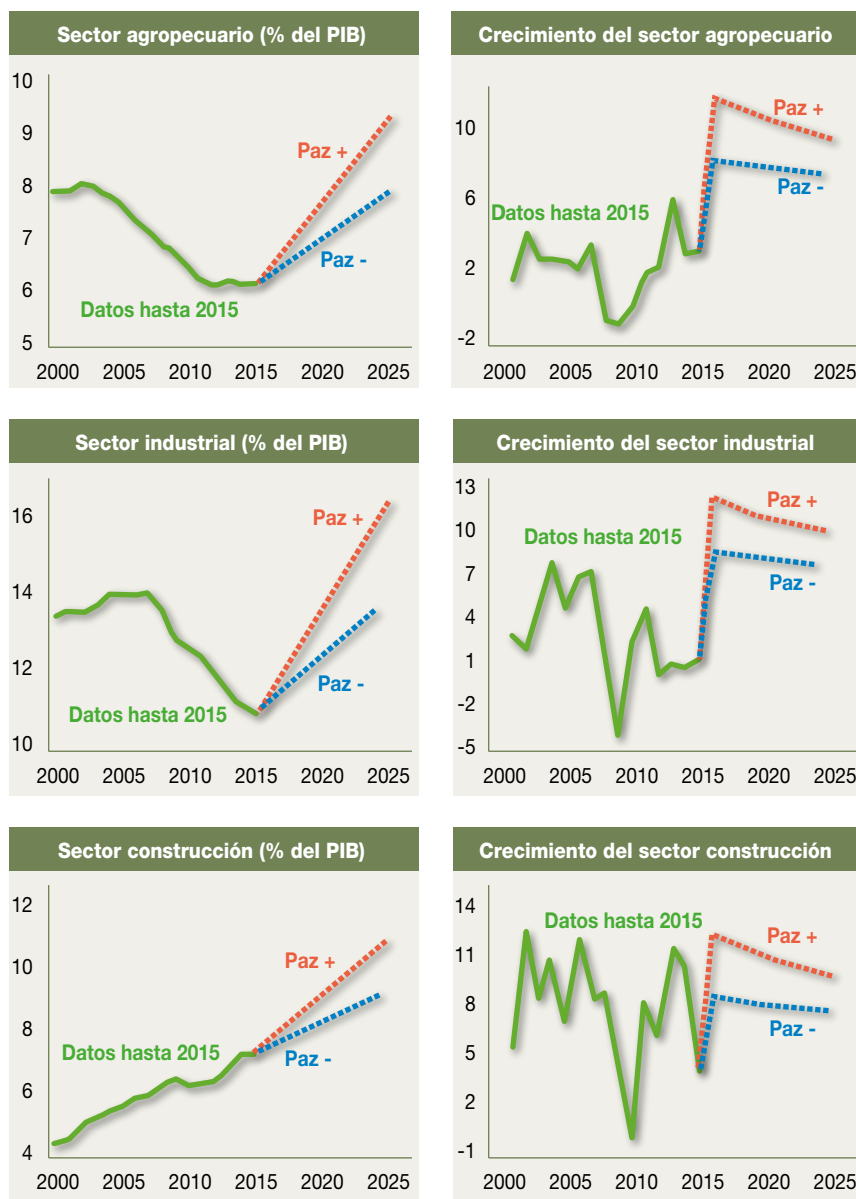 Sector agropecuario (% del PIB)
10
9
8
7
6
5
Paz +
Paz -
Datos hasta 2015
2000 2005 2010 2015 2020 2025
Crecimiento del sector agropecuario
10
6
2
-2
Paz +
Paz -
Datos hasta 2015
2000 2005 2010 2015 2020 2025
Sector industrial (% del PIB)
16
14
12
10
Paz +
Paz -
Datos hasta 2015
2000 2005 2010 2015 2020 2025
Crecimiento del sector industrial
13
10
7
4
1
-2
-5
Paz +
Datos hasta 2015
Paz -
2000 2005 2010 2015 2020 2025
Sector construcción (% del PIB)
12
10
8
6
4
Paz +
Datos hasta 2015
Paz -
2000 2005 2010 2015 2020 2025
Crecimiento del sector construcción
14
11
8
5
2
-1
Datos hasta 2015
Paz +
Paz -
2000 2005 2010 2015 2020 2025